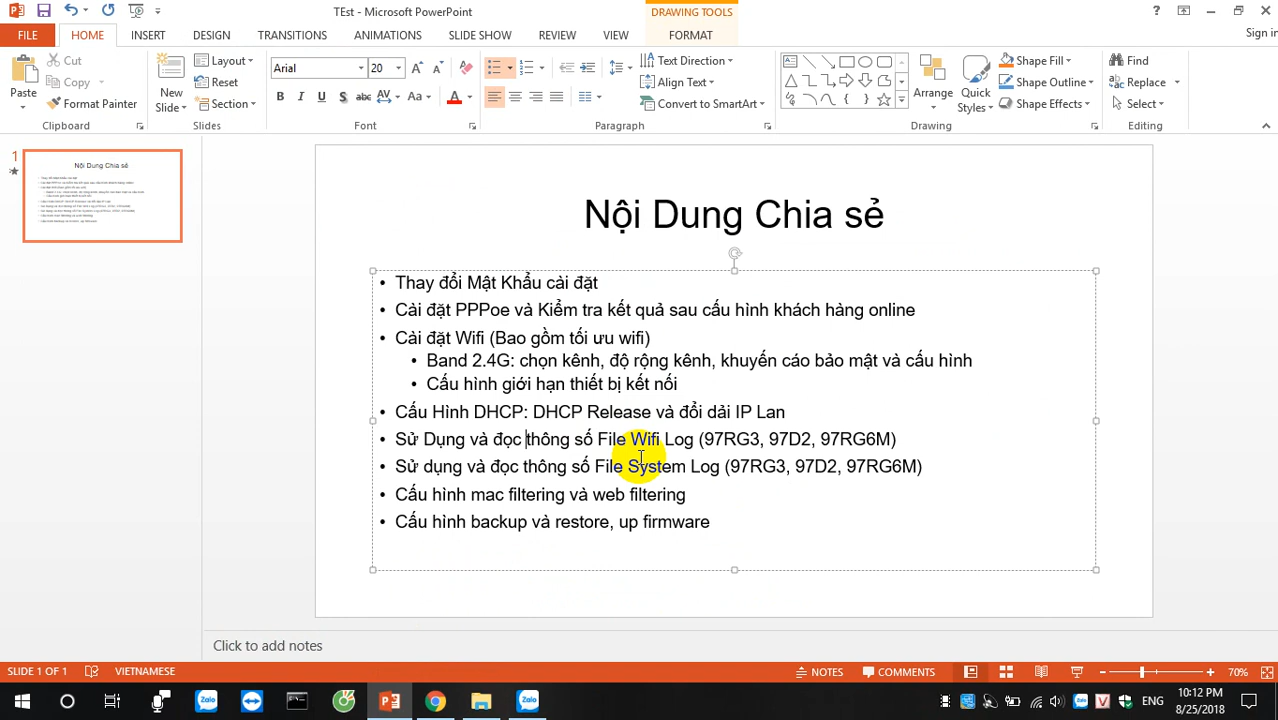 TEst - Microsoft PowerPoint
DRAWING TOOLS
?
FILE HOME INSERT DESIGN TRANSITIONS ANIMATIONS SLIDE SHOW REVIEW VIEW FORMAT
Sign in
Paste
Cut
Copy
Format Painter
Clipboard
New Slide
Layout
Reset
Section
Slides
Arial 20
B I U S abc AV Aa A
Font
Text Direction
Align Text
Convert to SmartArt
Paragraph
Arrange
Quick Styles
Shape Fill
Shape Outline
Shape Effects
Drawing
Find
Replace
Select
Editing
1
Nội Dung Chia sẻ
• Thay đổi Mật Khẩu cài đặt
• Cài đặt PPPoe và Kiểm tra kết quả sau cấu hình khách hàng online
• Cài đặt Wifi (Bao gồm tối ưu wifi)
• Band 2.4G: chọn kênh, độ rộng kênh, khuyến cáo bảo mật và cấu hình
• Cấu hình giới hạn thiết bị kết nối
• Cấu Hình DHCP: DHCP Release và đổi dải IP Lan
• Sử Dụng và đọc thông số File Wifi Log (97RG3, 97D2, 97RG6M)
• Sử dụng và đọc thông số File System Log (97RG3, 97D2, 97RG6M)
• Cấu hình mac filtering và web filtering
• Cấu hình backup và restore, up firmware
Click to add notes
SLIDE 1 OF 1 VIETNAMESE NOTES COMMENTS 70%
Zalo Zalo ENG 10:12 PM
8/25/2018